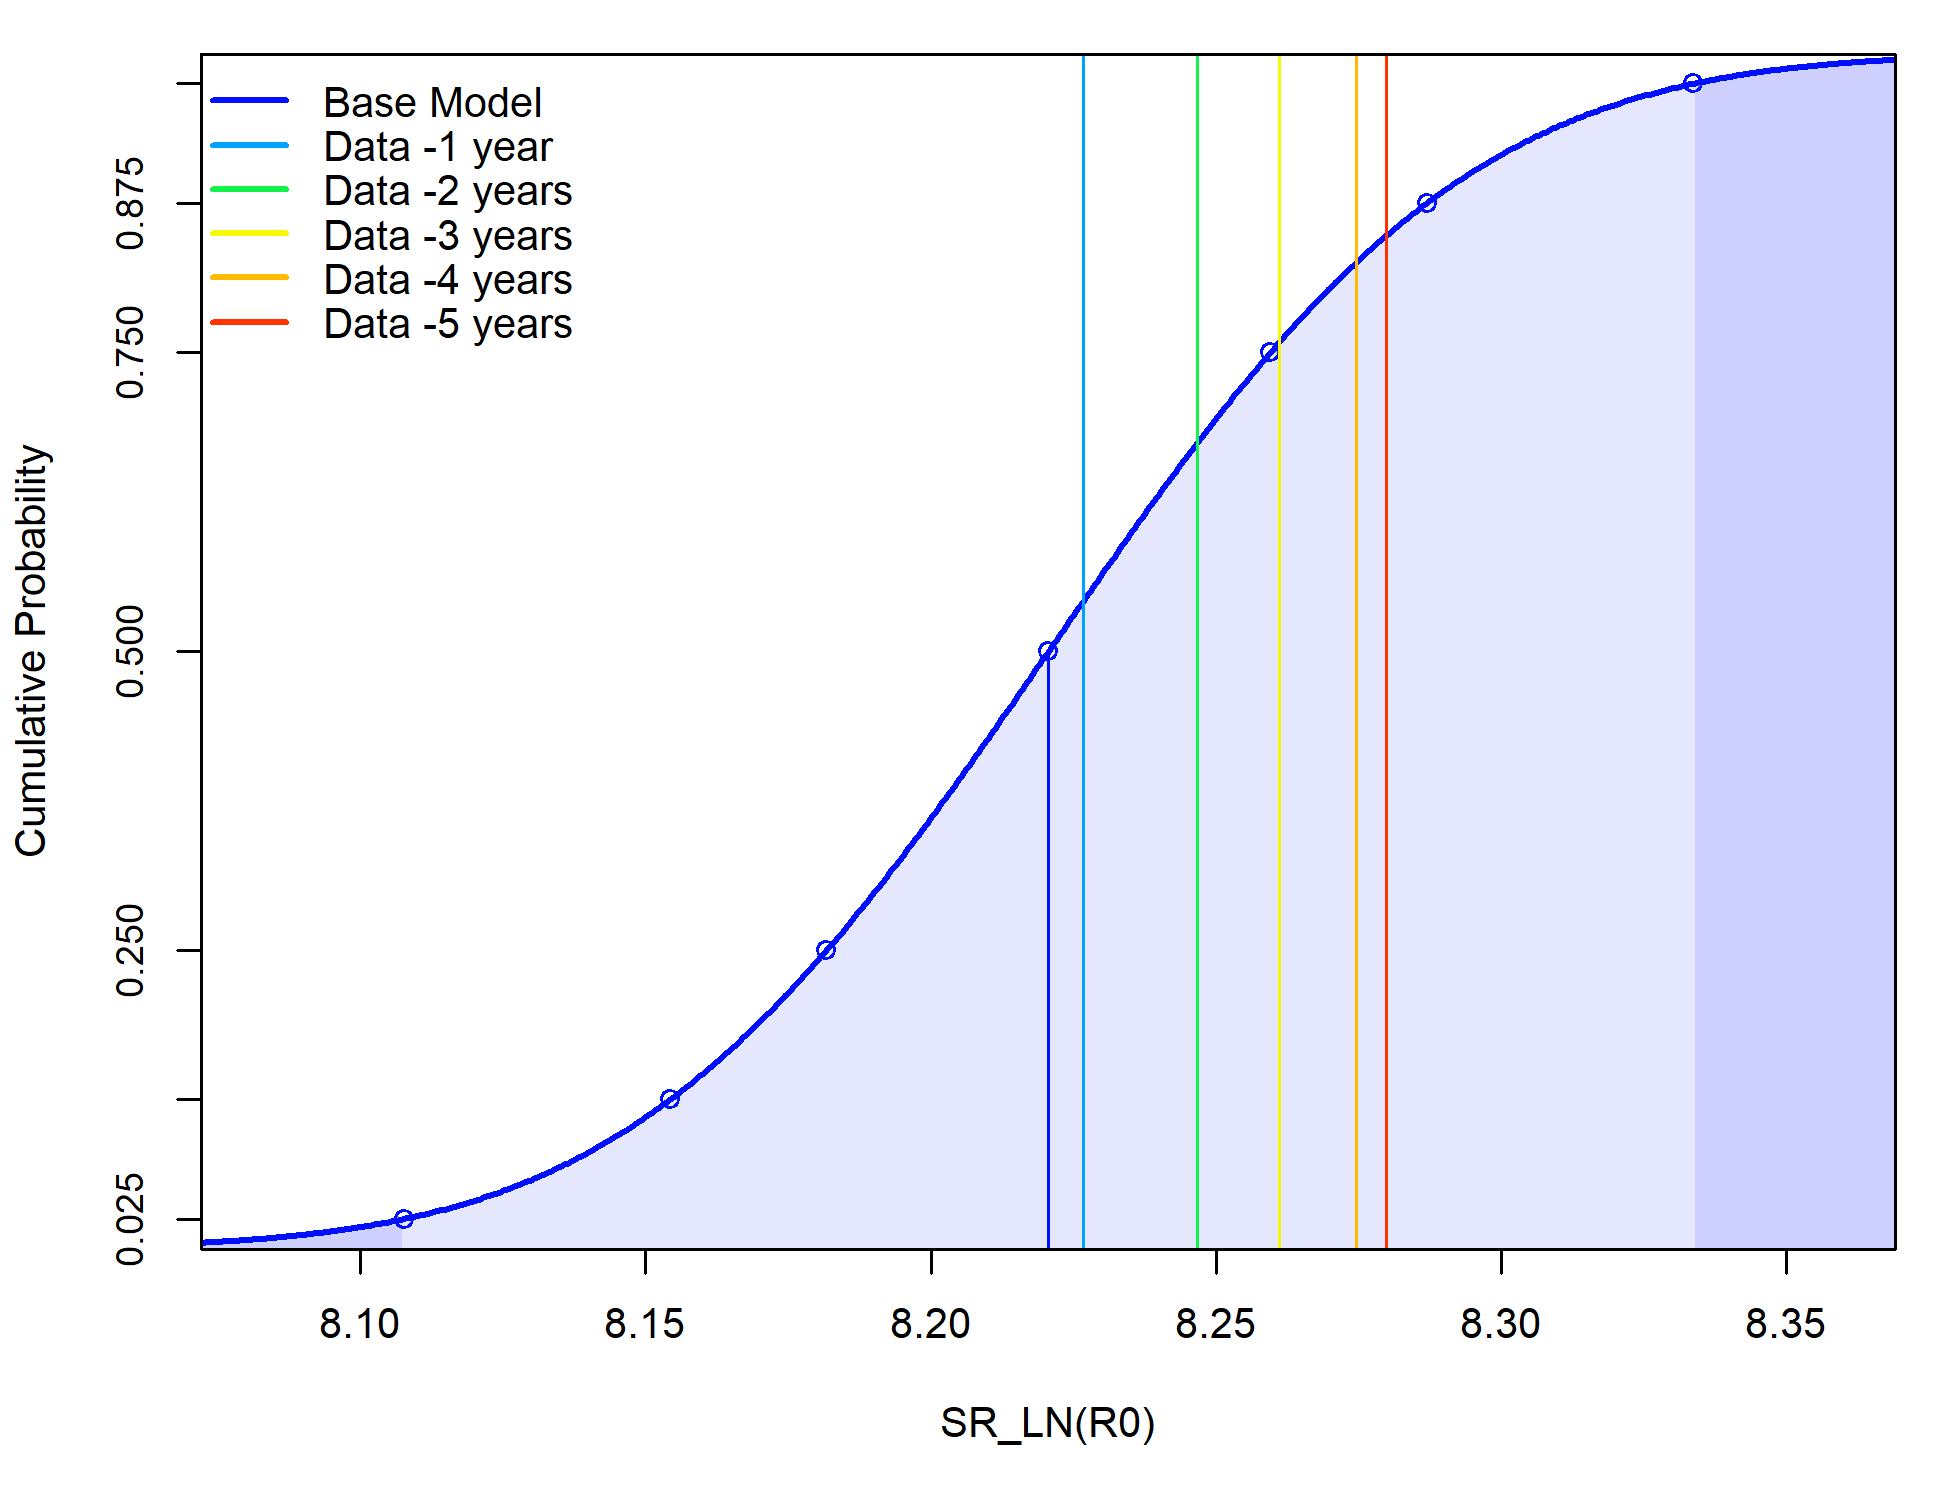 Base Model
Data -1 year
Data -2 years
Data -3 years
Data -4 years
Data -5 years
Cumulative Probability
0.875
0.750
0.500
0.250
0.025
8.10 8.15 8.20 8.25 8.30 8.35
SR_LN(R0)